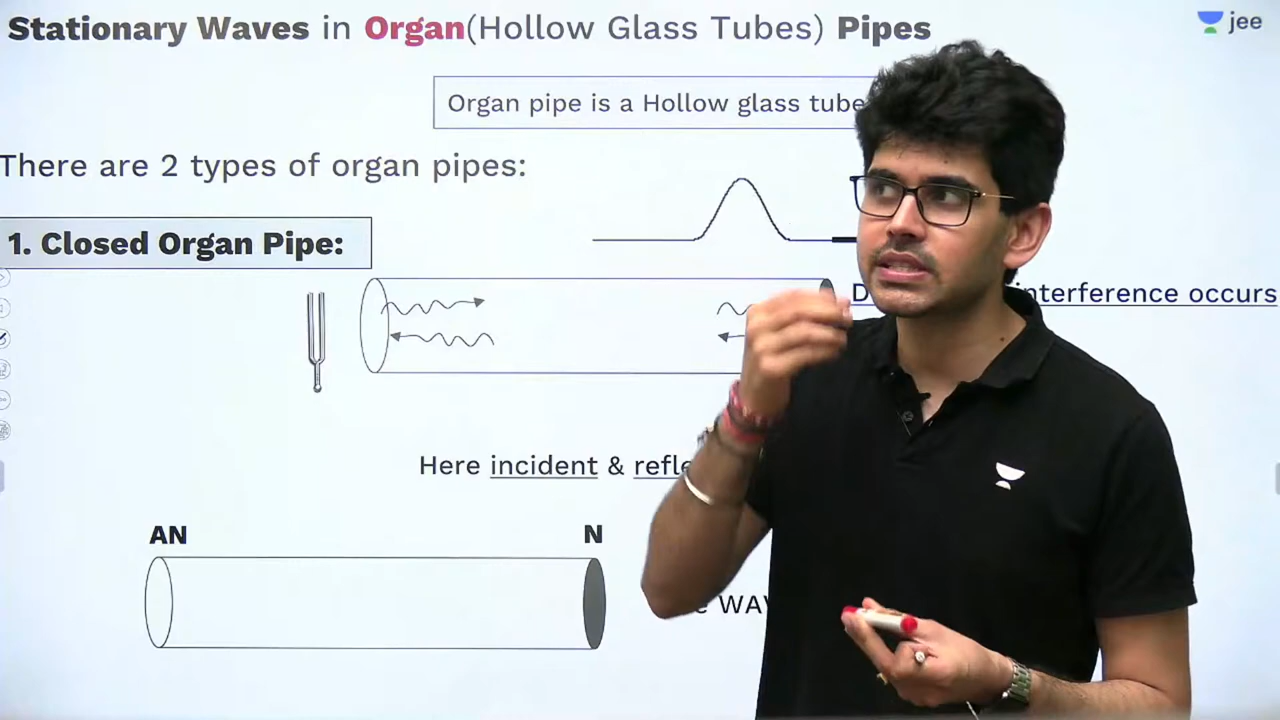 Stationary Waves in Organ(Hollow Glass Tubes) Pipes
jee
Organ pipe is a Hollow glass tube
There are 2 types of organ pipes:
1. Closed Organ Pipe:
interference occurs
Here incident &
AN
N